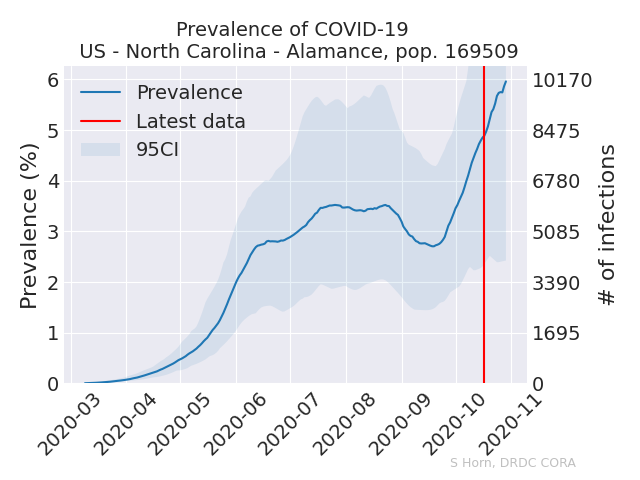 Prevalence of COVID-19
US - North Carolina - Alamance, pop. 169509
Prevalence
Latest data
95CI
Prevalence (%)
6
5
4
3
2
1
0
10170
8475
6780
5085
3390
1695
0
# of infections
2020-03
2020-04
2020-05
2020-06
2020-07
2020-08
2020-09
2020-10
2020-11
S Horn, DRDC CORA